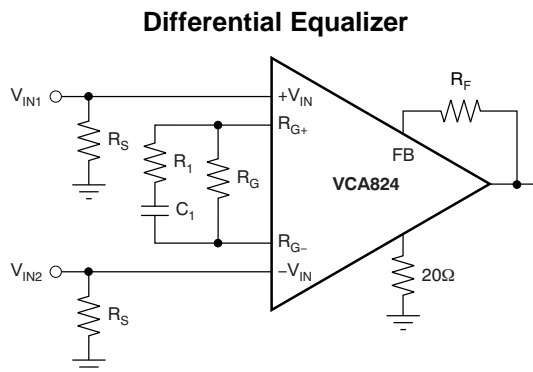 Differential Equalizer
V_IN1
+V_IN
R_F
R_S
R_G+
R_1
R_G
FB
VCA824
C_1
R_G−
V_IN2
−V_IN
20Ω
R_S